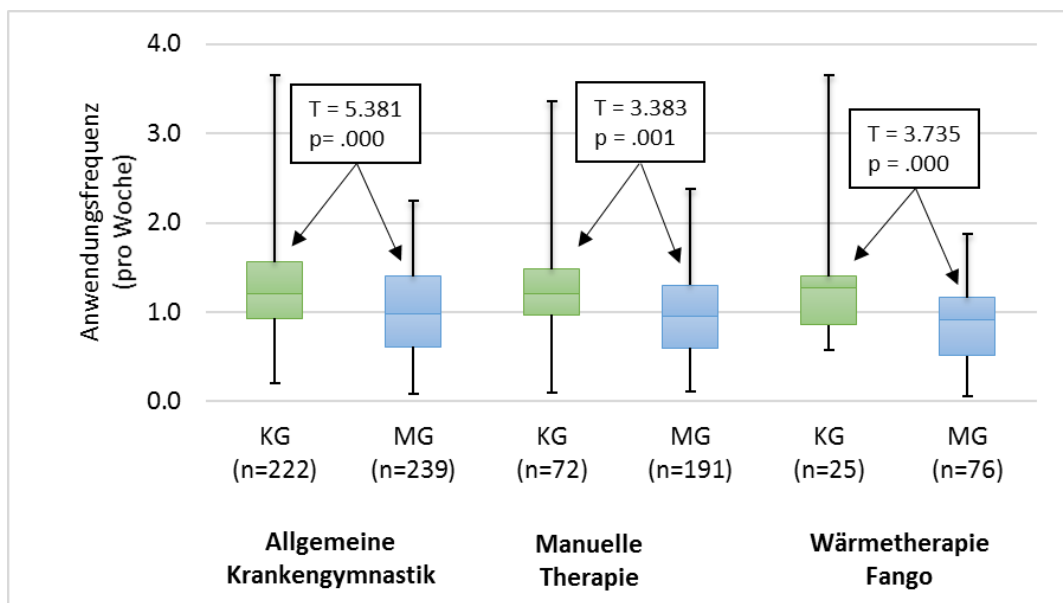 Anwendungsfrequenz
(pro Woche)
4.0
3.0
2.0
1.0
0.0
T = 5.381
p= .000
T = 3.383
p = .001
T = 3.735
p = .000
KG
(n=222)
MG
(n=239)
KG
(n=72)
MG
(n=191)
KG
(n=25)
MG
(n=76)
Allgemeine
Krankengymnastik
Manuelle
Therapie
Wärmetherapie
Fango